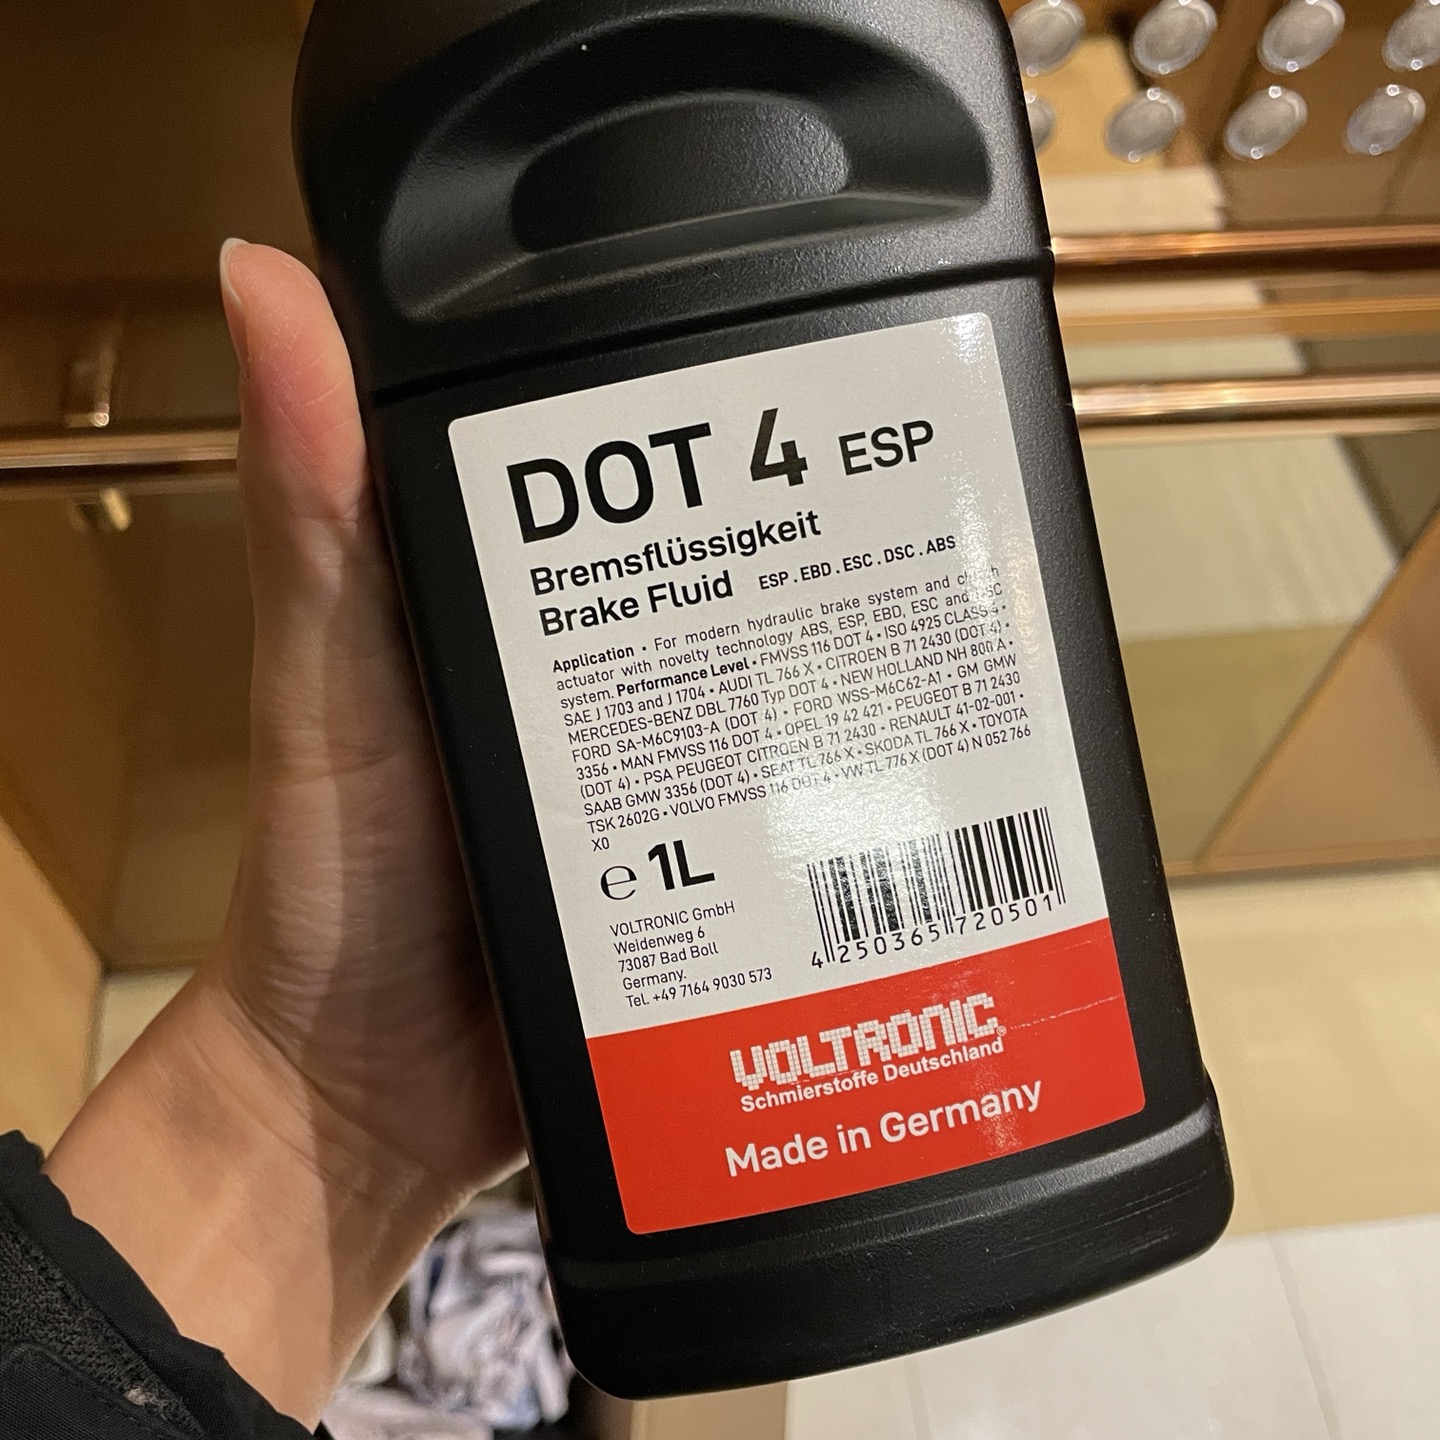 DOT 4 ESP
Bremsflüssigkeit
Brake Fluid ESP . EBD . ESC . DSC . ABS
Application • For modern hydraulic brake system and clutch
actuator with novelty technology ABS, ESP, EBD, ESC and DSC
system. Performance Level • FMVSS 116 DOT 4 • ISO 4925 CLASS 4 •
SAE J 1703 and J 1704 • AUDI TL 766 X • CITROEN B 71 2430 (DOT 4) •
MERCEDES-BENZ DBL 7760 Typ DOT 4 • NEW HOLLAND NH 800 A •
FORD SA-M6C9103-A (DOT 4) • FORD WSS-M6C62-A1 • GM GMW
3356 • MAN FMVSS 116 DOT 4 • OPEL 19 42 421 • PEUGEOT B 71 2430
(DOT 4) • PSA PEUGEOT CITROEN B 71 2430 • RENAULT 41-02-001 •
SAAB GMW 3356 (DOT 4) • SEAT TL 766 X • SKODA TL 766 X • TOYOTA
TSK 2602G • VOLVO FMVSS 116 DOT 4 • VW TL 776 X (DOT 4) N 052 766
X0
℮ 1L
VOLTRONIC GmbH
Weidenweg 6
73087 Bad Boll
Germany.
Tel. +49 7164 9030 573
4 250365 720501
VOLTRONIC®
Schmierstoffe Deutschland
Made in Germany